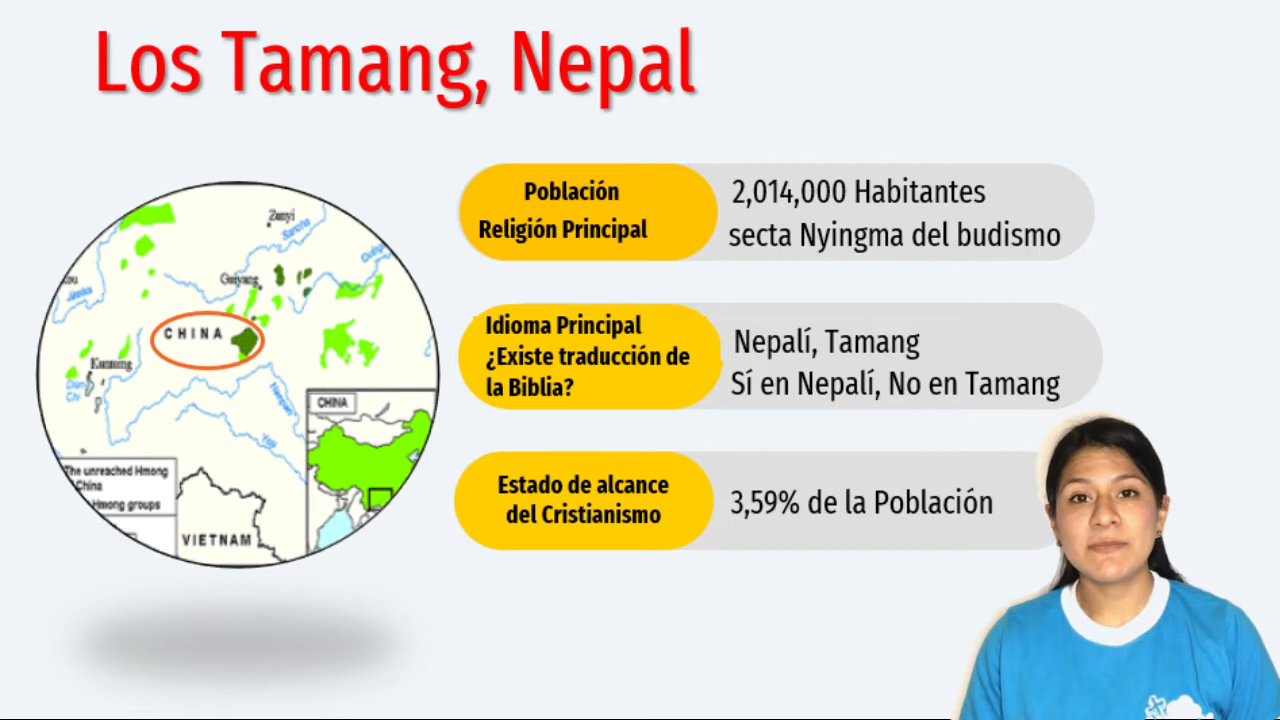 Los Tamang, Nepal
Población
Religión Principal
2,014,000 Habitantes
secta Nyingma del budismo
Idioma Principal
¿Existe traducción de
la Biblia?
Nepalí, Tamang
Sí en Nepalí, No en Tamang
Estado de alcance
del Cristianismo
3,59% de la Población
Zunyi
Guiyang
CHINA
Kunming
CHINA
The unreached Hmong
China
Hmong groups
VIETNAM